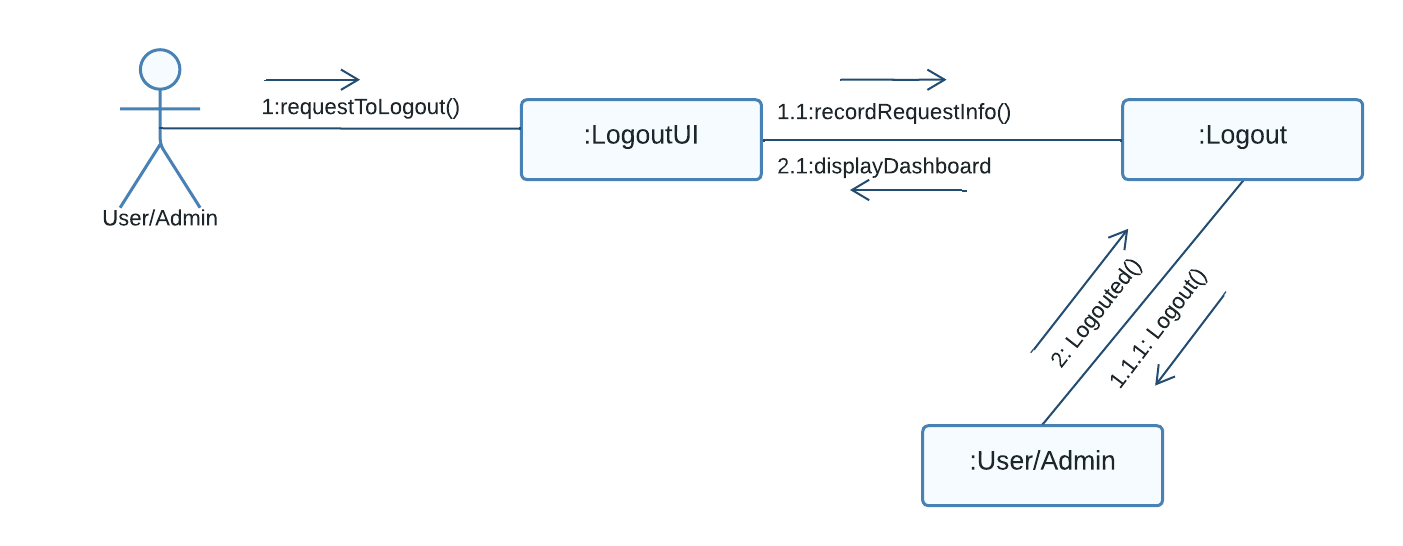 1:requestToLogout()
:LogoutUI
1.1:recordRequestInfo()
:Logout
2.1:displayDashboard
User/Admin
2: Logouted()
1.1.1: Logout()
:User/Admin